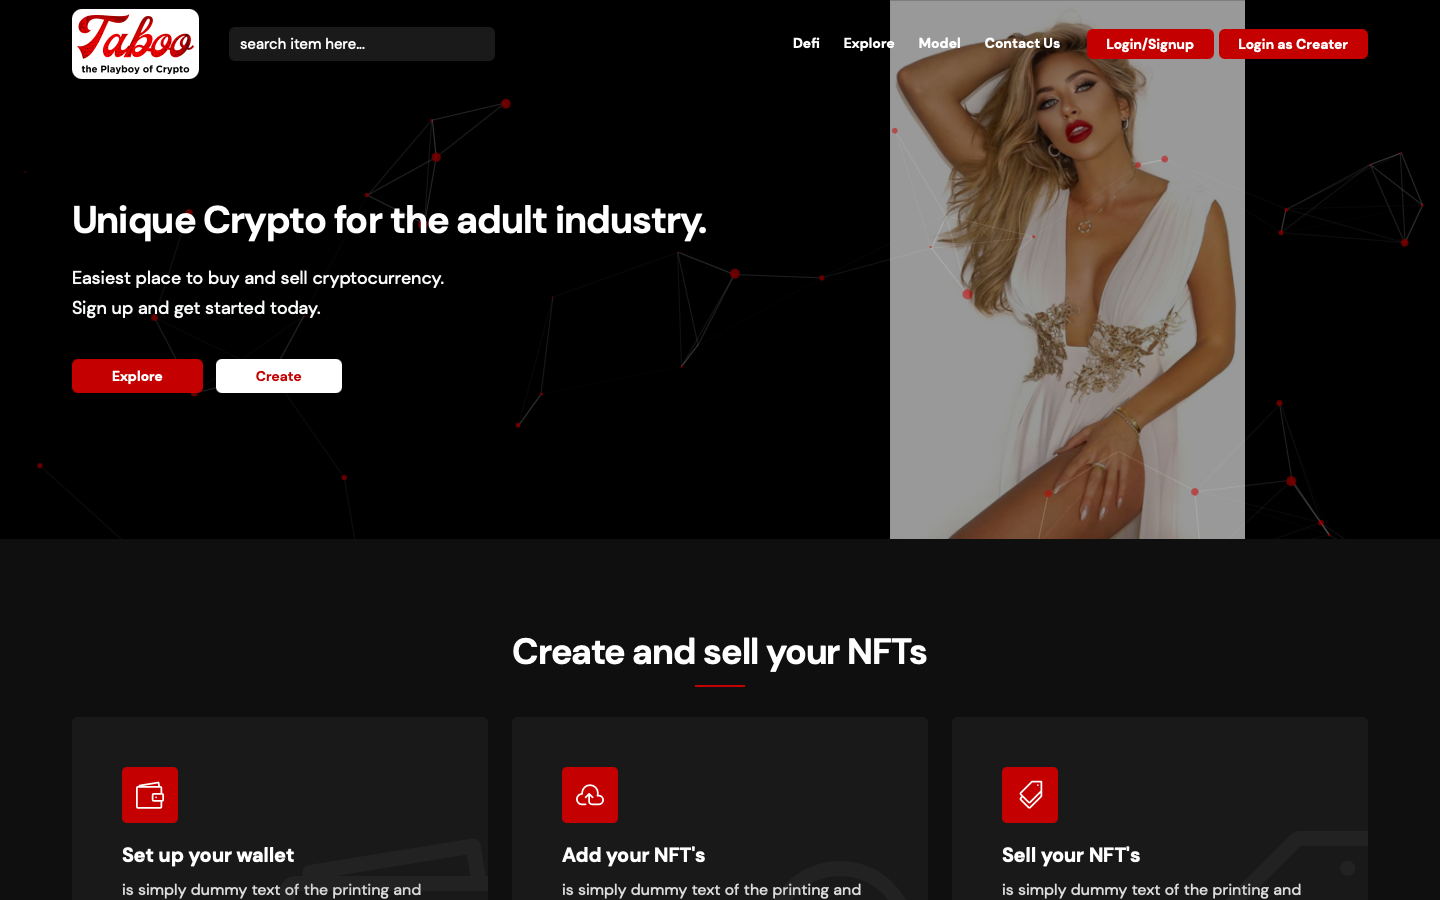 Taboo
the Playboy of Crypto
search item here...
Defi
Explore
Model
Contact Us
Login/Signup
Login as Creater
Unique Crypto for the adult industry.
Easiest place to buy and sell cryptocurrency.
Sign up and get started today.
Explore
Create
Create and sell your NFTs
Set up your wallet
is simply dummy text of the printing and
Add your NFT's
is simply dummy text of the printing and
Sell your NFT's
is simply dummy text of the printing and